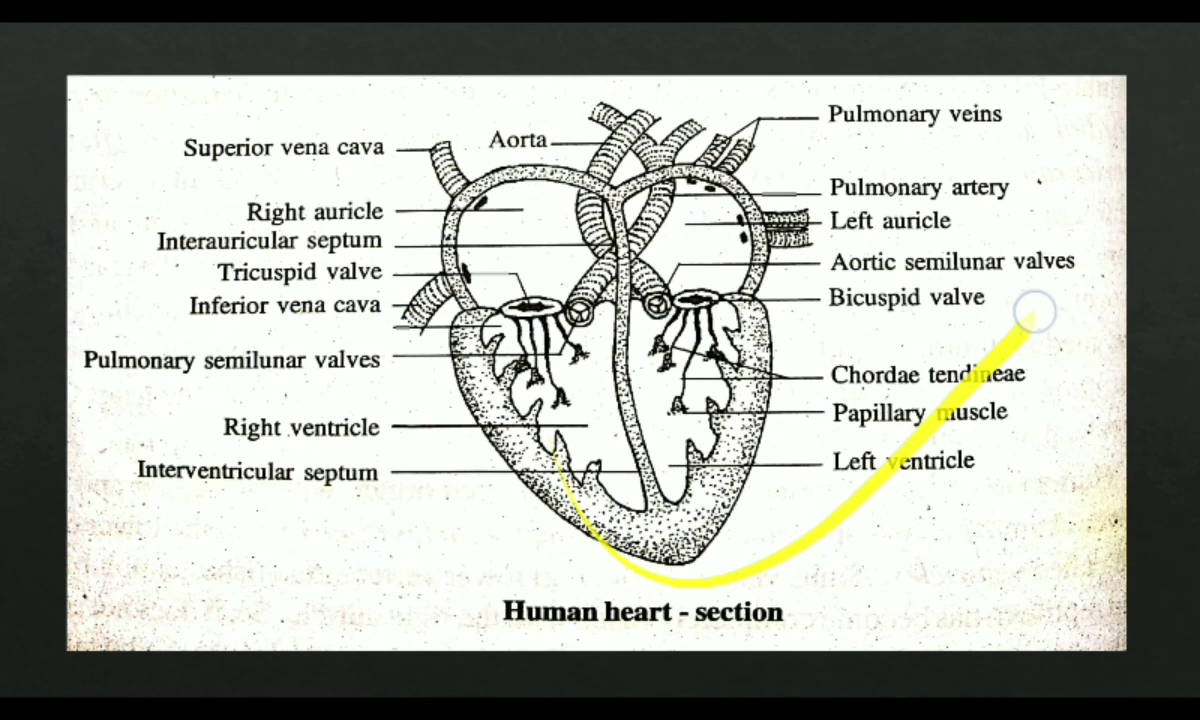 Superior vena cava
Aorta
Pulmonary veins
Right auricle
Pulmonary artery
Interauricular septum
Left auricle
Tricuspid valve
Aortic semilunar valves
Inferior vena cava
Bicuspid valve
Pulmonary semilunar valves
Chordae tendineae
Papillary muscle
Right ventricle
Left ventricle
Interventricular septum
Human heart - section